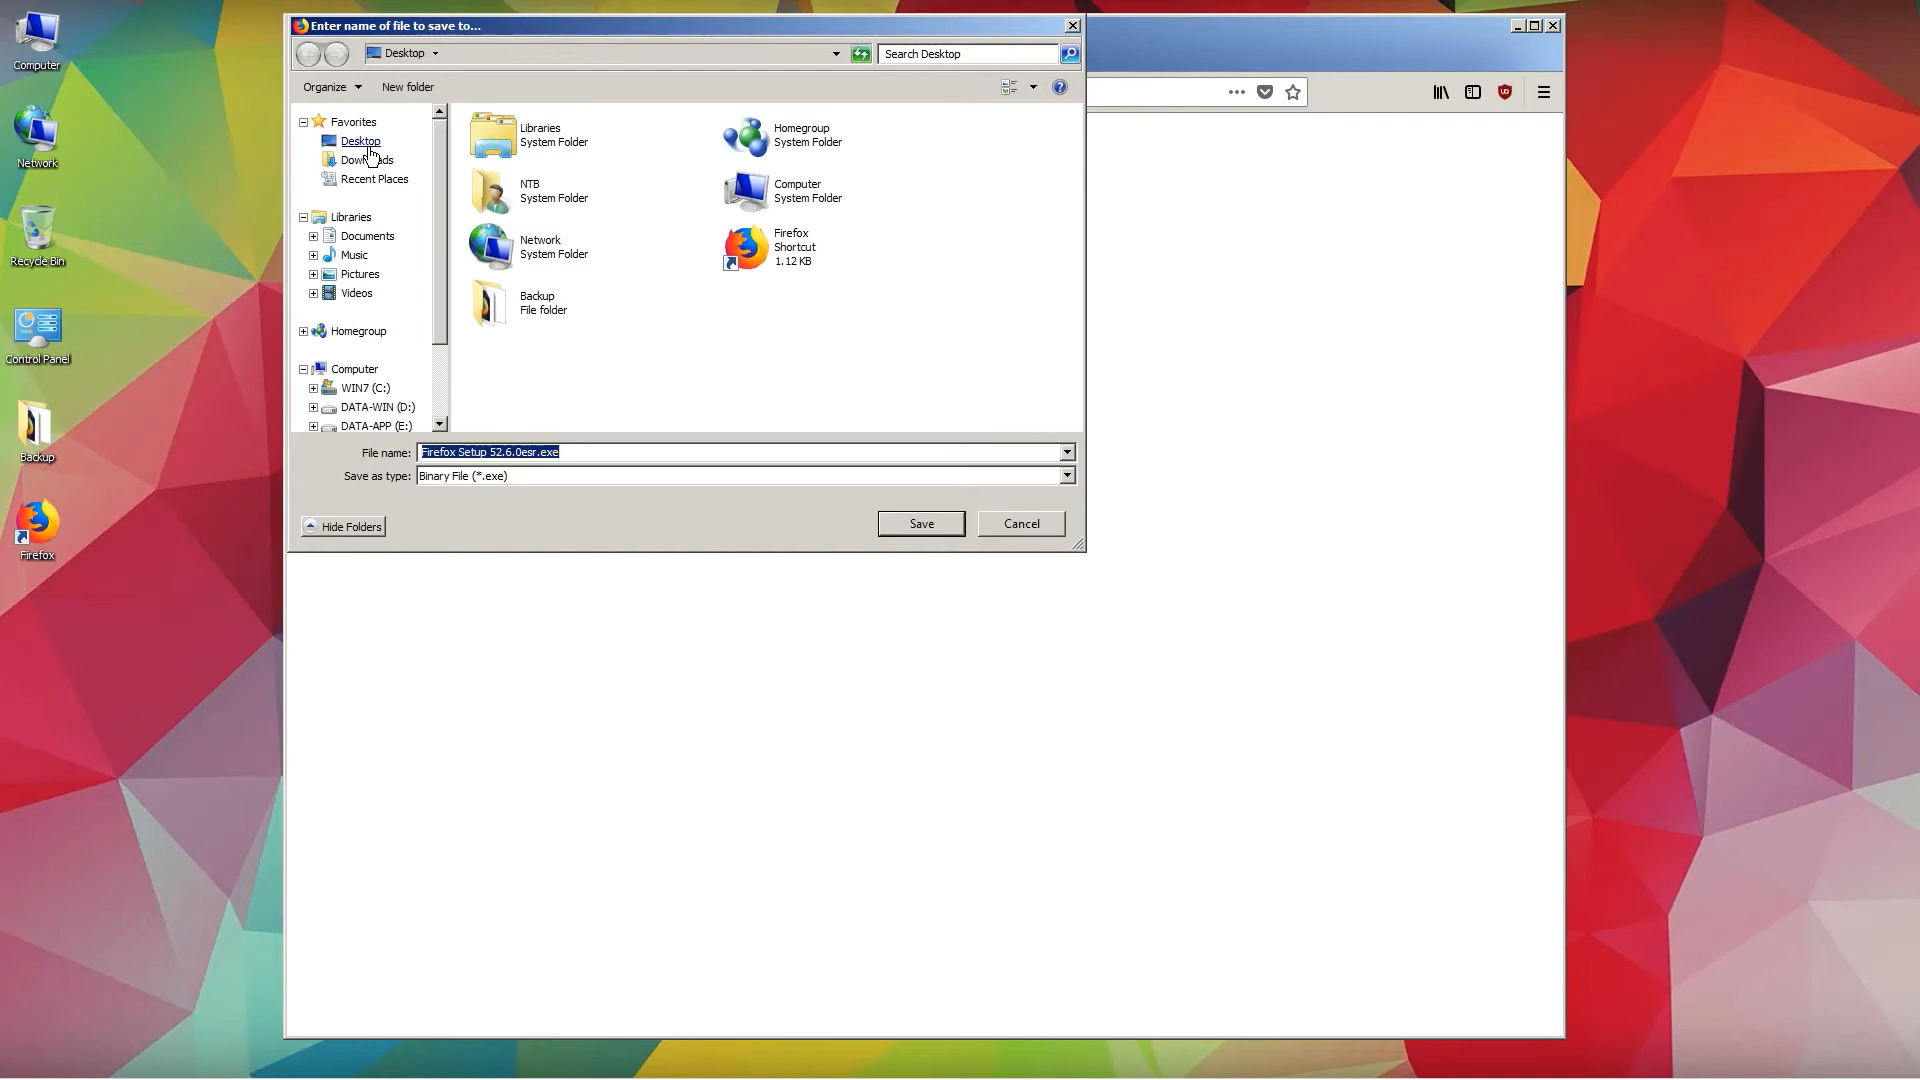 Computer
Network
Recycle Bin
Control Panel
Backup
Firefox
Enter name of file to save to...
Desktop
Search Desktop
Organize
New folder
Favorites
Desktop
Downloads
Recent Places
Libraries
Documents
Music
Pictures
Videos
Homegroup
Computer
WIN7 (C:)
DATA-WIN (D:)
DATA-APP (E:)
Libraries
System Folder
Homegroup
System Folder
NTB
System Folder
Computer
System Folder
Network
System Folder
Firefox
Shortcut
1.12 KB
Backup
File folder
File name: Firefox Setup 52.6.0esr.exe
Save as type: Binary File (*.exe)
Hide Folders
Save
Cancel